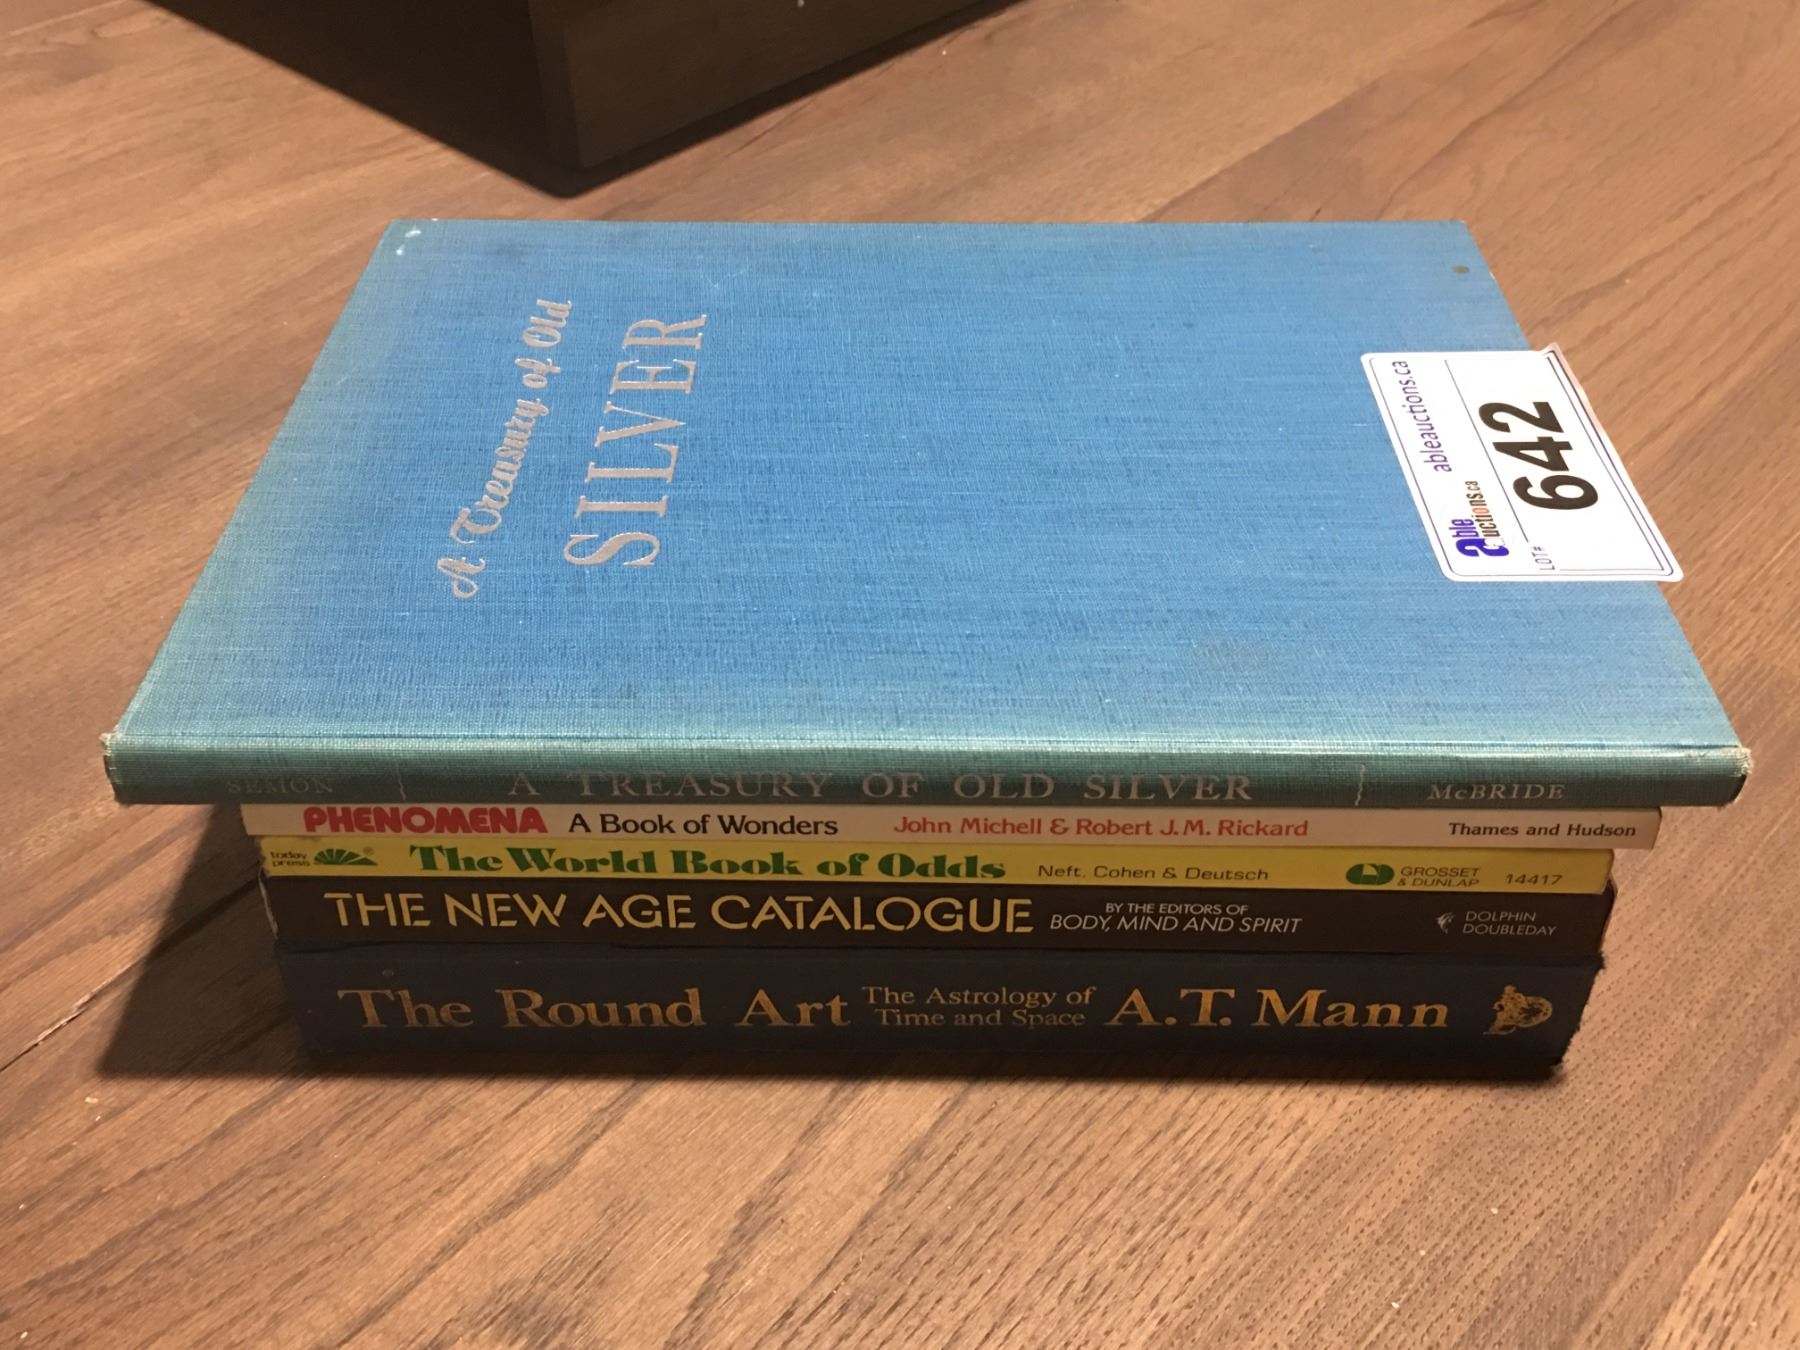 A Treasury of Old
SILVER
able auctions.ca
ableauctions.ca
LOT#
642
SEMON A TREASURY OF OLD SILVER McBRIDE
PHENOMENA A Book of Wonders John Michell & Robert J.M. Rickard Thames and Hudson
today press The World Book of Odds Neft, Cohen & Deutsch GROSSET & DUNLAP 14417
THE NEW AGE CATALOGUE BY THE EDITORS OF BODY, MIND AND SPIRIT DOLPHIN DOUBLEDAY
The Round Art The Astrology of Time and Space A.T. Mann